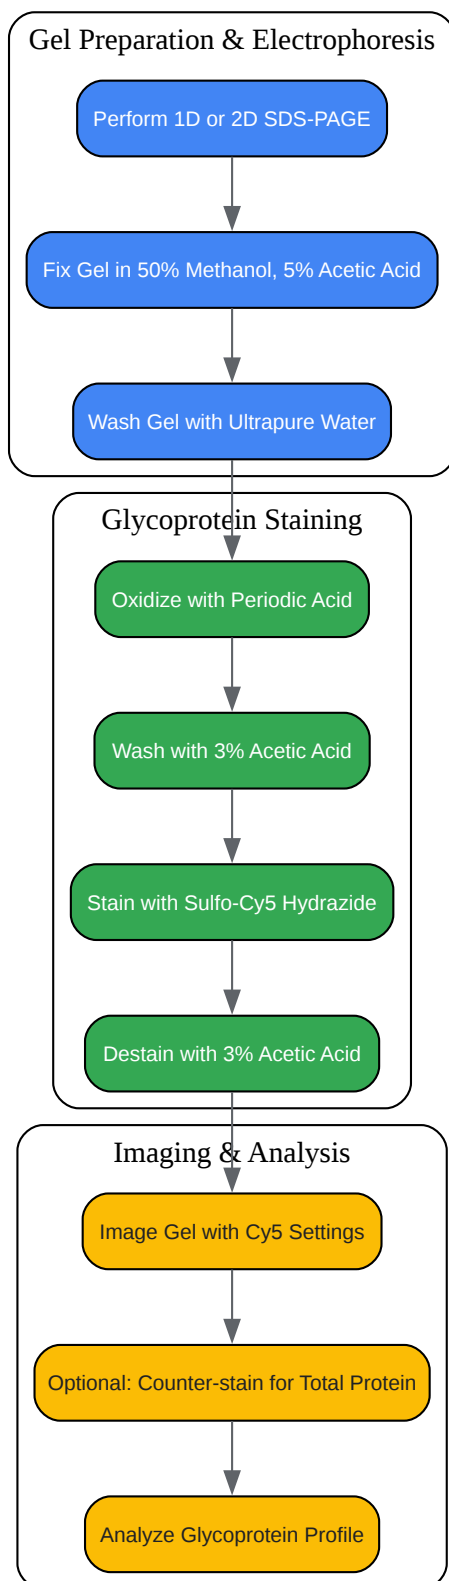 Gel Preparation & Electrophoresis
Perform 1D or 2D SDS-PAGE
Fix Gel in 50% Methanol, 5% Acetic Acid
Wash Gel with Ultrapure Water
Glycoprotein Staining
Oxidize with Periodic Acid
Wash with 3% Acetic Acid
Stain with Sulfo-Cy5 Hydrazide
Destain with 3% Acetic Acid
Imaging & Analysis
Image Gel with Cy5 Settings
Optional: Counter-stain for Total Protein
Analyze Glycoprotein Profile